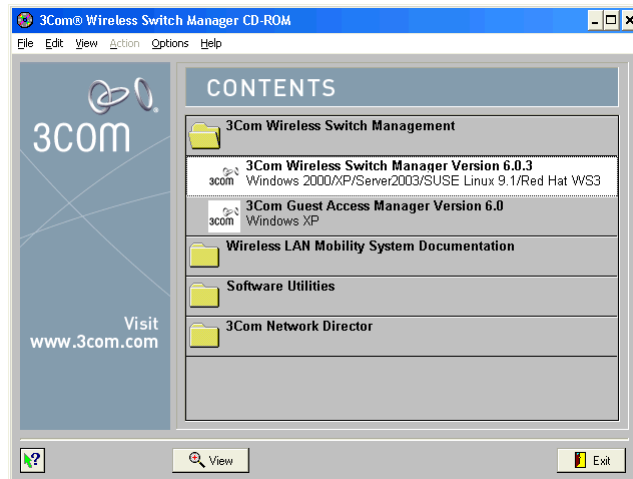 3Com® Wireless Switch Manager CD-ROM
File Edit View Action Options Help
3COM
CONTENTS
3Com Wireless Switch Management
3com
3Com Wireless Switch Manager Version 6.0.3
Windows 2000/XP/Server2003/SUSE Linux 9.1/Red Hat WS3
3com
3Com Guest Access Manager Version 6.0
Windows XP
Wireless LAN Mobility System Documentation
Software Utilities
3Com Network Director
Visit
www.3com.com
?
View
Exit